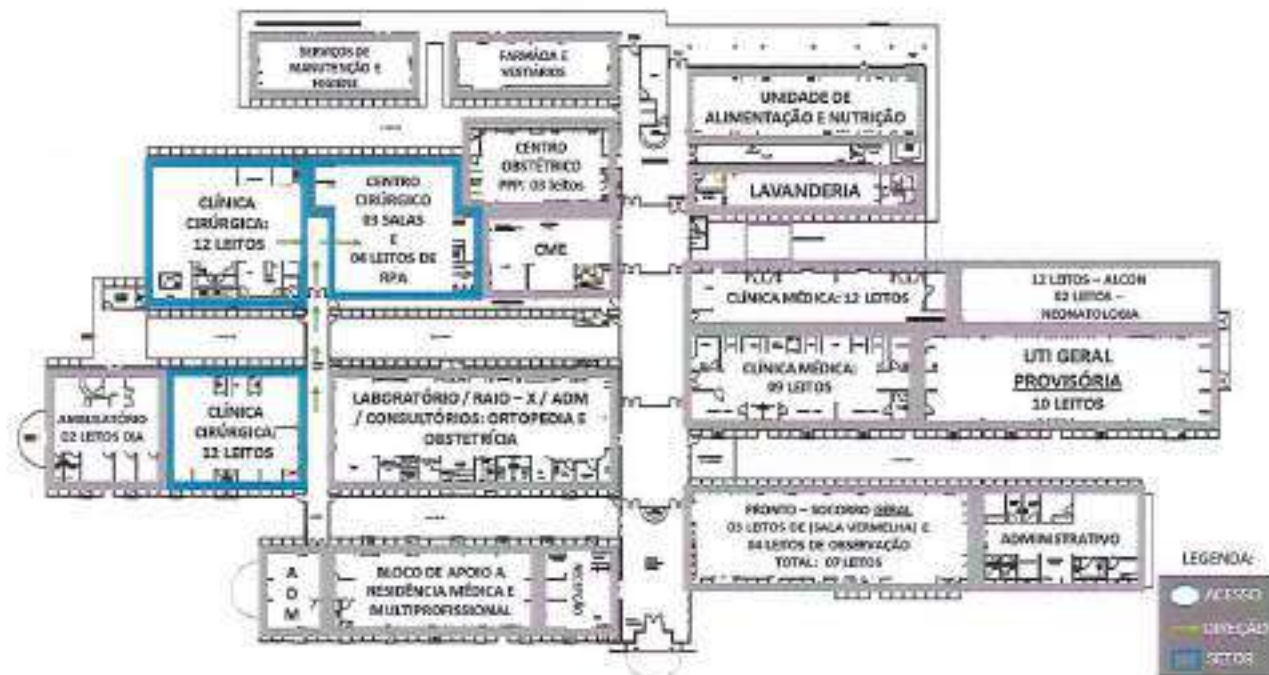 SERVIÇOS DE
MANUTENÇÃO E
HIGIENE
FARMÁCIA E
VESTIÁRIOS
UNIDADE DE
ALIMENTAÇÃO E NUTRIÇÃO
CENTRO
OBSTÉTRICO
PPP: 03 leitos
LAVANDERIA
CLÍNICA
CIRÚRGICA:
12 LEITOS
CENTRO
CIRÚRGICO
03 SALAS
E
04 LEITOS DE
RPA
CME
CLÍNICA MÉDICA: 12 LEITOS
12 LEITOS – ALCON
02 LEITOS –
NEONATOLOGIA
CLÍNICA MÉDICA:
09 LEITOS
UTI GERAL
PROVISÓRIA
10 LEITOS
AMBULATÓRIO
02 LEITOS DIA
CLÍNICA
CIRÚRGICA:
12 LEITOS
LABORATÓRIO / RAIO – X / ADM
/ CONSULTÓRIOS: ORTOPEDIA E
OBSTETRÍCIA
PRONTO – SOCORRO GERAL
03 LEITOS DE (SALA VERMELHA) E
04 LEITOS DE OBSERVAÇÃO
TOTAL: 07 LEITOS
ADMINISTRATIVO
ADM
BLOCO DE APOIO A
RESIDÊNCIA MÉDICA E
MULTIPROFISSIONAL
RECEPÇÃO
LEGENDA:
ACESSO
DIREÇÃO
SETOR